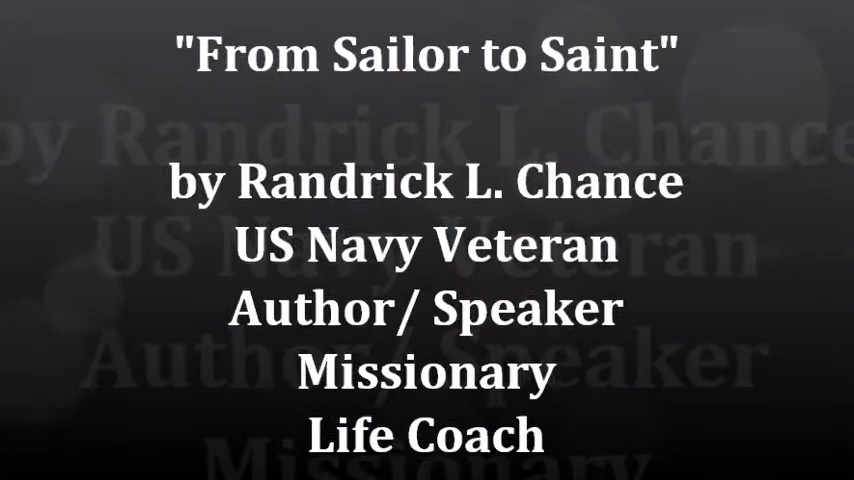 "From Sailor to Saint"
by Randrick L. Chance
US Navy Veteran
Author/ Speaker
Missionary
Life Coach